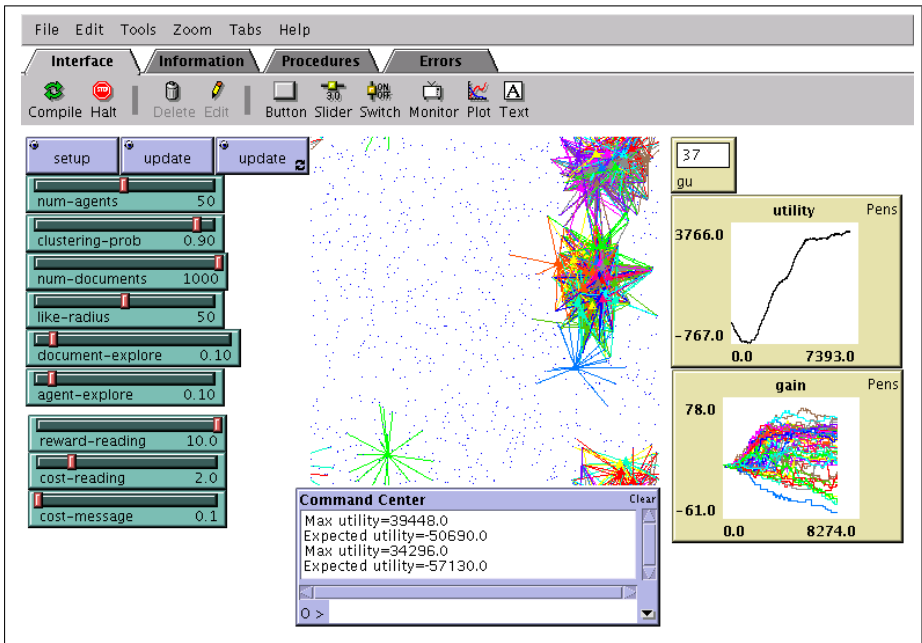 File Edit Tools Zoom Tabs Help
Interface Information Procedures Errors
Compile Halt Delete Edit Button Slider Switch Monitor Plot Text
3.0 ON OFF
STOP
A
setup update update
num-agents 50
clustering-prob 0.90
num-documents 1000
like-radius 50
document-explore 0.10
agent-explore 0.10
reward-reading 10.0
cost-reading 2.0
cost-message 0.1
37
gu
utility Pens
3766.0
-767.0
0.0 7393.0
gain Pens
78.0
-61.0
0.0 8274.0
Command Center Clear
Max utility=39448.0
Expected utility=-50690.0
Max utility=34296.0
Expected utility=-57130.0
O >